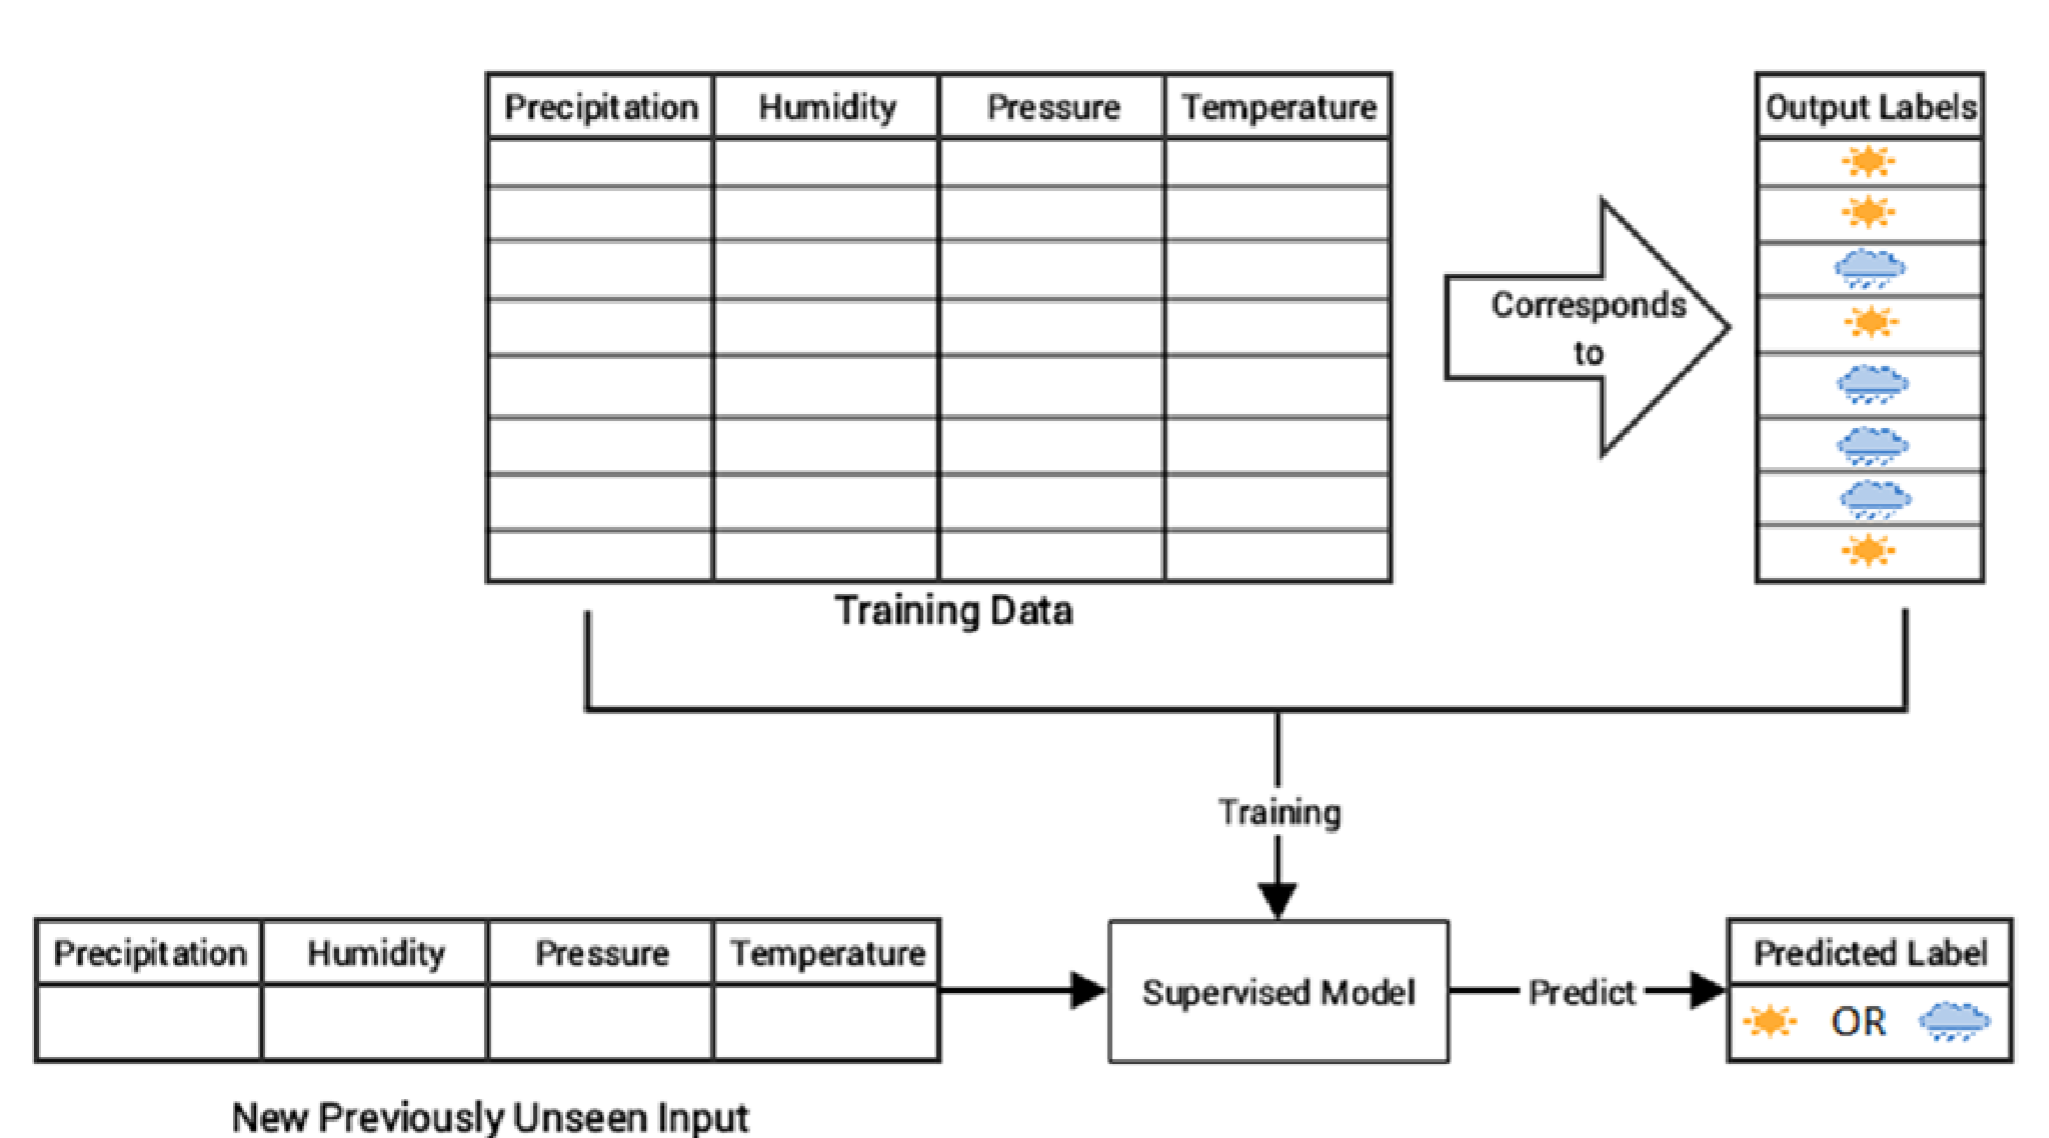 Precipitation Humidity Pressure Temperature
Output Labels
Corresponds
to
Training Data
Training
Precipitation Humidity Pressure Temperature
Supervised Model
Predict
Predicted Label
OR
New Previously Unseen Input